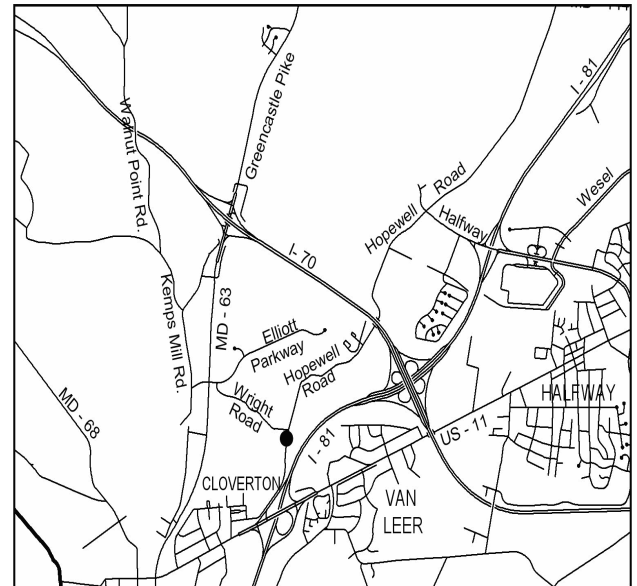 I - 81
Greencastle Pike
Walnut Point Rd.
Wesel
Hopewell Road
Halfway
I - 70
Kemps Mill Rd.
MD - 63
Elliott
Parkway
Hopewell
Road
Wright
Road
MD - 68
HALFWAY
I - 81
US - 11
CLOVERTON
VAN
LEER